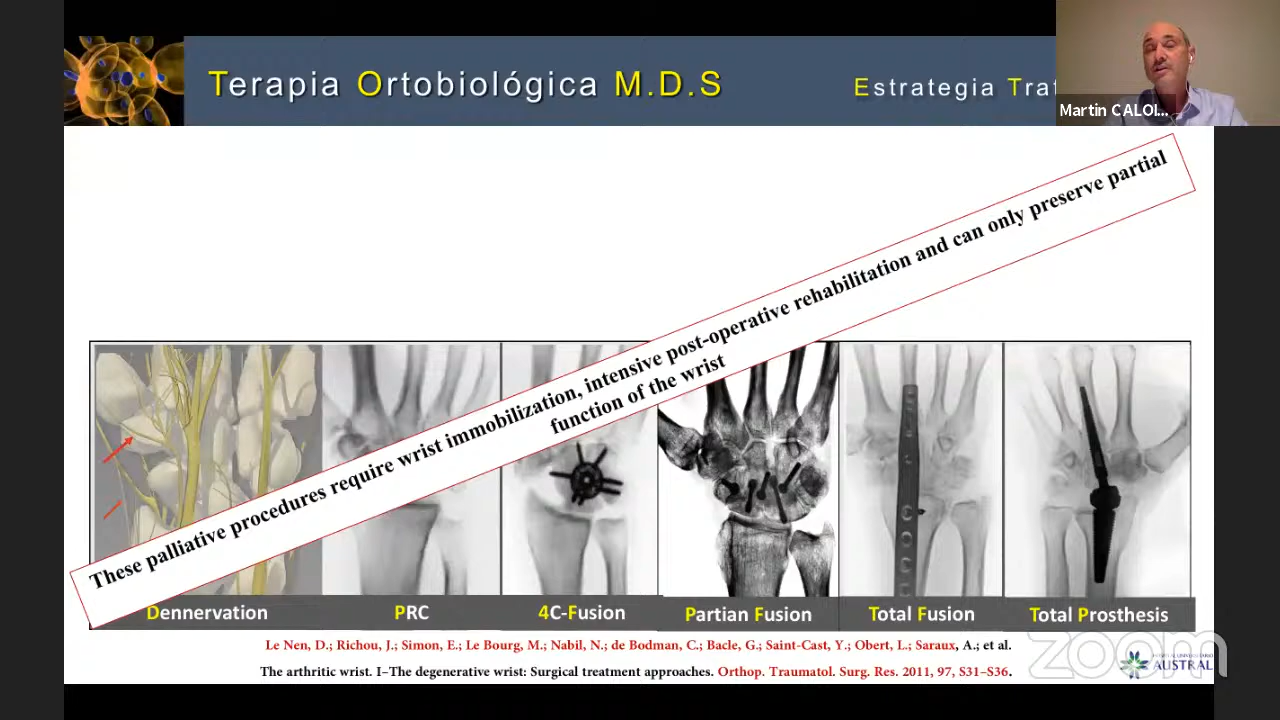 Terapia Ortobiológica M.D.S
Estrategia Trat
Martin CALOI...
These palliative procedures require wrist immobilization, intensive post-operative rehabilitation and can only preserve partial
function of the wrist
Dennervation
PRC
4C-Fusion
Partian Fusion
Total Fusion
Total Prosthesis
Le Nen, D.; Richou, J.; Simon, E.; Le Bourg, M.; Nabil, N.; de Bodman, C.; Bacle, G.; Saint-Cast, Y.; Obert, L.; Saraux, A.; et al.
The arthritic wrist. I–The degenerative wrist: Surgical treatment approaches. Orthop. Traumatol. Surg. Res. 2011, 97, S31–S36.
zoom
HOSPITAL UNIVERSITARIO
AUSTRAL